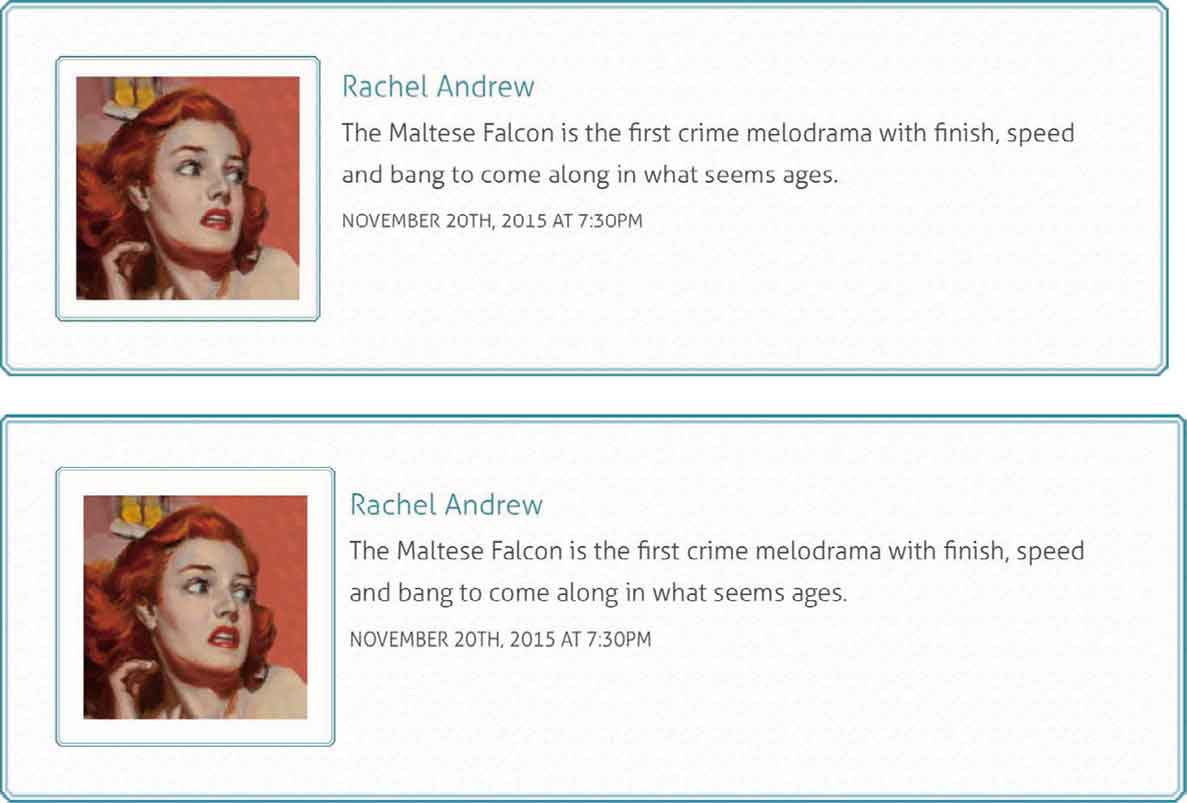 Rachel Andrew
The Maltese Falcon is the first crime melodrama with finish, speed
and bang to come along in what seems ages.
NOVEMBER 20TH, 2015 AT 7:30PM
Rachel Andrew
The Maltese Falcon is the first crime melodrama with finish, speed
and bang to come along in what seems ages.
NOVEMBER 20TH, 2015 AT 7:30PM